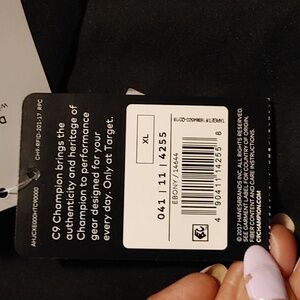 C9 Champion brings the
authenticity and heritage of
Champion to performance
gear designed for your
every day. Only at Target.
XL
041 | 11 | 4255
EBONY/14644
4 90411 14255 8
© 2017 HANESBRANDS INC. ALL RIGHTS RESERVED.
SEE GARMENT LABEL FOR COUNTRY OF ORIGIN,
FIBER CONTENT AND CARE INSTRUCTIONS.
C9CHAMPION.COM